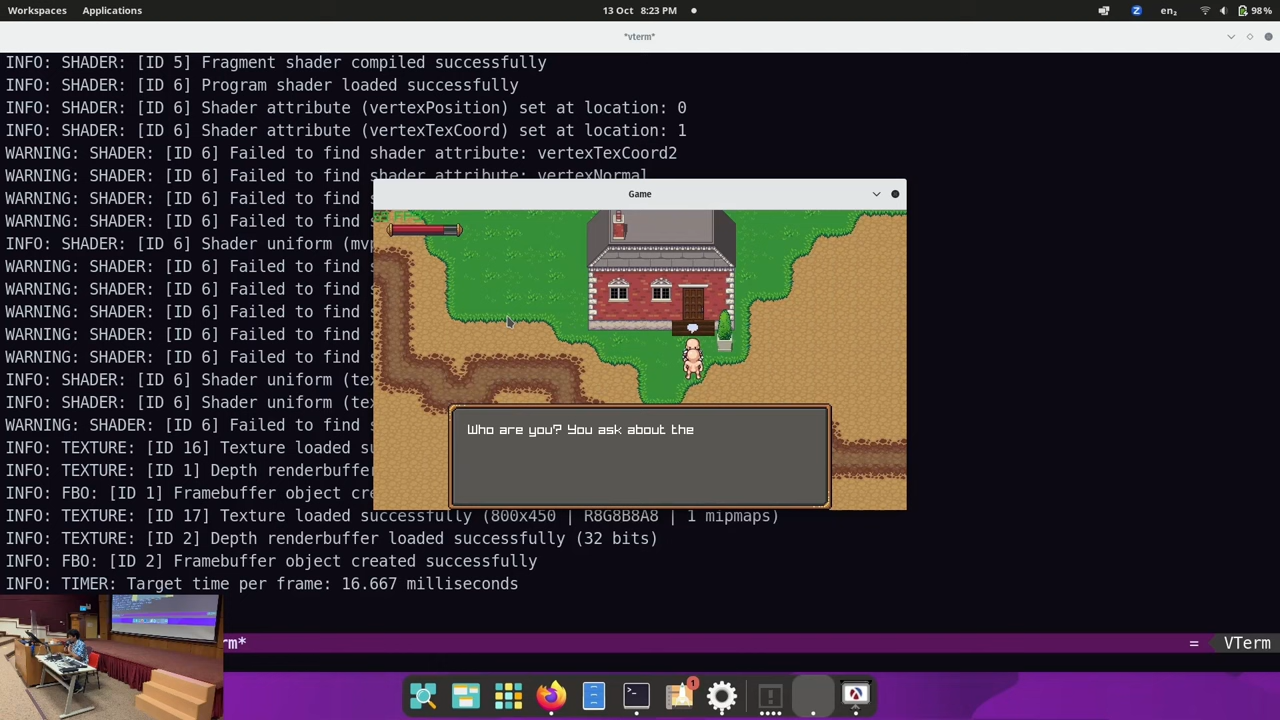 Workspaces Applications 13 Oct 8:23 PM en₂ 98%
*vterm*
INFO: SHADER: [ID 5] Fragment shader compiled successfully
INFO: SHADER: [ID 6] Program shader loaded successfully
INFO: SHADER: [ID 6] Shader attribute (vertexPosition) set at location: 0
INFO: SHADER: [ID 6] Shader attribute (vertexTexCoord) set at location: 1
WARNING: SHADER: [ID 6] Failed to find shader attribute: vertexTexCoord2
WARNING: SHADER: [ID 6] Failed to find shader attribute: vertexNormal
WARNING: SHADER: [ID 6] Failed to find s
Game
WARNING: SHADER: [ID 6] Failed to find s
INFO: SHADER: [ID 6] Shader uniform (mvp
WARNING: SHADER: [ID 6] Failed to find s
WARNING: SHADER: [ID 6] Failed to find s
WARNING: SHADER: [ID 6] Failed to find s
WARNING: SHADER: [ID 6] Failed to find s
WARNING: SHADER: [ID 6] Failed to find s
INFO: SHADER: [ID 6] Shader uniform (tex
INFO: SHADER: [ID 6] Shader uniform (tex
WARNING: SHADER: [ID 6] Failed to find s
Who are you? You ask about the
INFO: TEXTURE: [ID 16] Texture loaded su
INFO: TEXTURE: [ID 1] Depth renderbuffer
INFO: FBO: [ID 1] Framebuffer object cre
INFO: TEXTURE: [ID 17] Texture loaded successfully (800x450 | R8G8B8A8 | 1 mipmaps)
INFO: TEXTURE: [ID 2] Depth renderbuffer loaded successfully (32 bits)
INFO: FBO: [ID 2] Framebuffer object created successfully
INFO: TIMER: Target time per frame: 16.667 milliseconds
rm* = VTerm
1